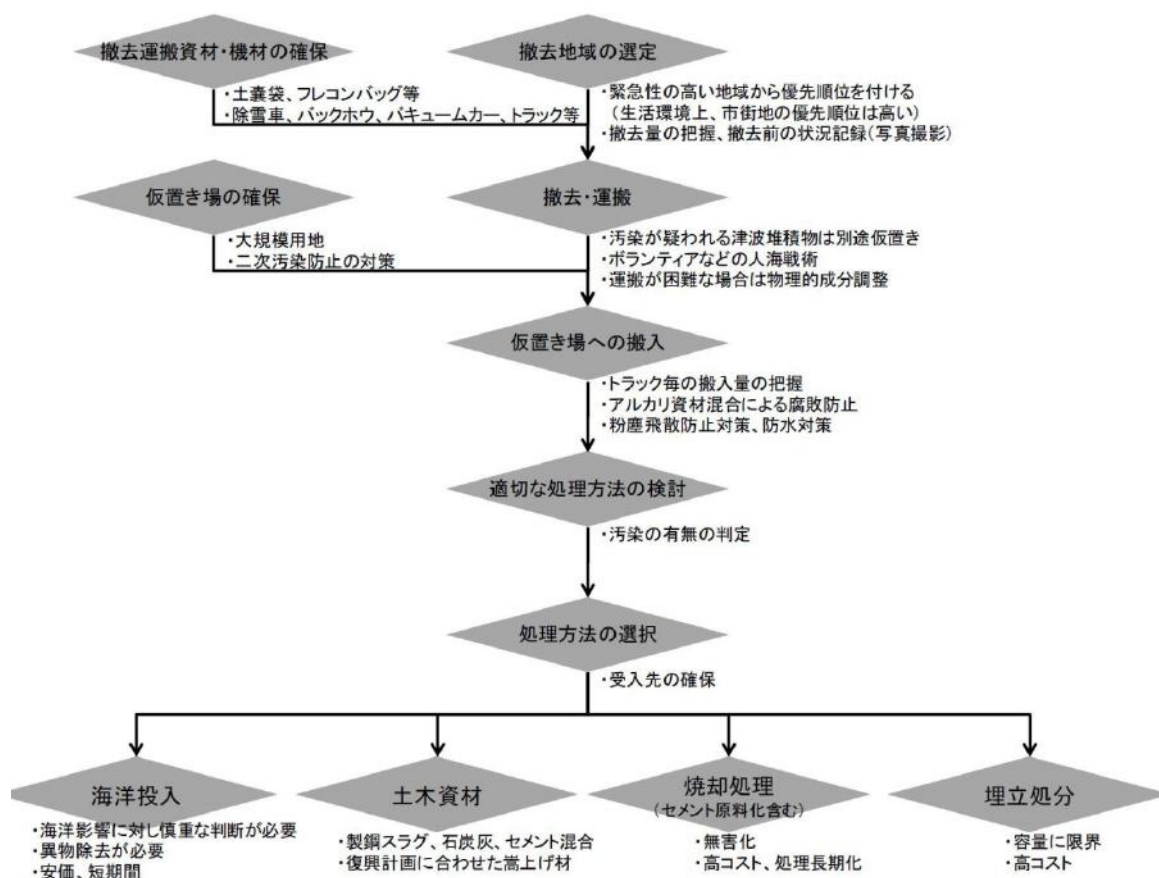 撤去運搬資材・機材の確保
・土嚢袋、フレコンバッグ等
・除雪車、バックホウ、バキュームカー、トラック等
撤去地域の選定
・緊急性の高い地域から優先順位を付ける
（生活環境上、市街地の優先順位は高い）
・撤去量の把握、撤去前の状況記録(写真撮影)
仮置き場の確保
・大規模用地
・二次汚染防止の対策
撤去・運搬
・汚染が疑われる津波堆積物は別途仮置き
・ボランティアなどの人海戦術
・運搬が困難な場合は物理的成分調整
仮置き場への搬入
・トラック毎の搬入量の把握
・アルカリ資材混合による腐敗防止
・粉塵飛散防止対策、防水対策
適切な処理方法の検討
・汚染の有無の判定
処理方法の選択
・受入先の確保
海洋投入
・海洋影響に対し慎重な判断が必要
・異物除去が必要
・安価、短期間
土木資材
・製鋼スラグ、石炭灰、セメント混合
・復興計画に合わせた嵩上げ材
焼却処理
(セメント原料化含む)
・無害化
・高コスト、処理長期化
埋立処分
・容量に限界
・高コスト